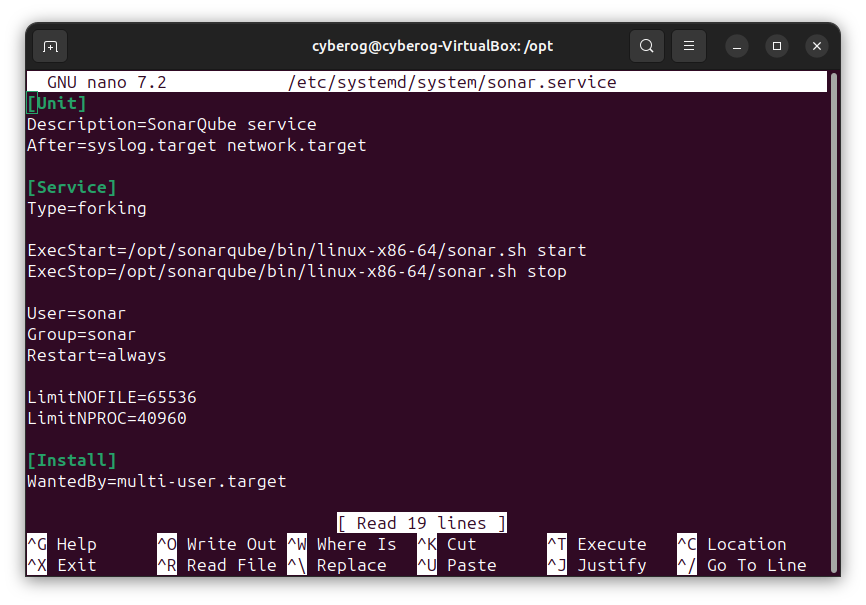 cyberog@cyberog-VirtualBox: /opt
GNU nano 7.2 /etc/systemd/system/sonar.service
[Unit]
Description=SonarQube service
After=syslog.target network.target
[Service]
Type=forking
ExecStart=/opt/sonarqube/bin/linux-x86-64/sonar.sh start
ExecStop=/opt/sonarqube/bin/linux-x86-64/sonar.sh stop
User=sonar
Group=sonar
Restart=always
LimitNOFILE=65536
LimitNPROC=40960
[Install]
WantedBy=multi-user.target
[ Read 19 lines ]
^G Help ^O Write Out ^W Where Is ^K Cut ^T Execute ^C Location
^X Exit ^R Read File ^\ Replace ^U Paste ^J Justify ^/ Go To Line